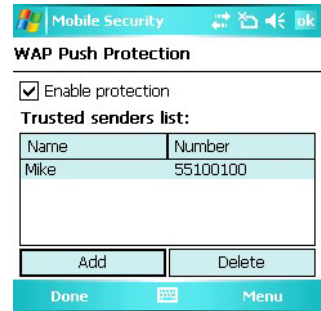 Mobile Security
ok
WAP Push Protection
Enable protection
Trusted senders list:
Name Number
Mike 55100100
Add Delete
Done Menu